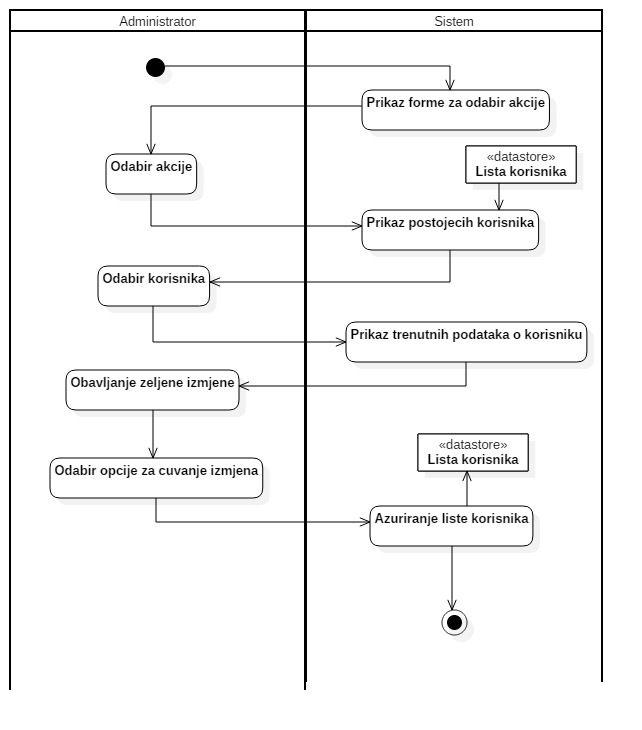 Administrator
Sistem
Prikaz forme za odabir akcije
Odabir akcije
«datastore»
Lista korisnika
Prikaz postojecih korisnika
Odabir korisnika
Prikaz trenutnih podataka o korisniku
Obavljanje zeljene izmjene
«datastore»
Lista korisnika
Odabir opcije za cuvanje izmjena
Azuriranje liste korisnika